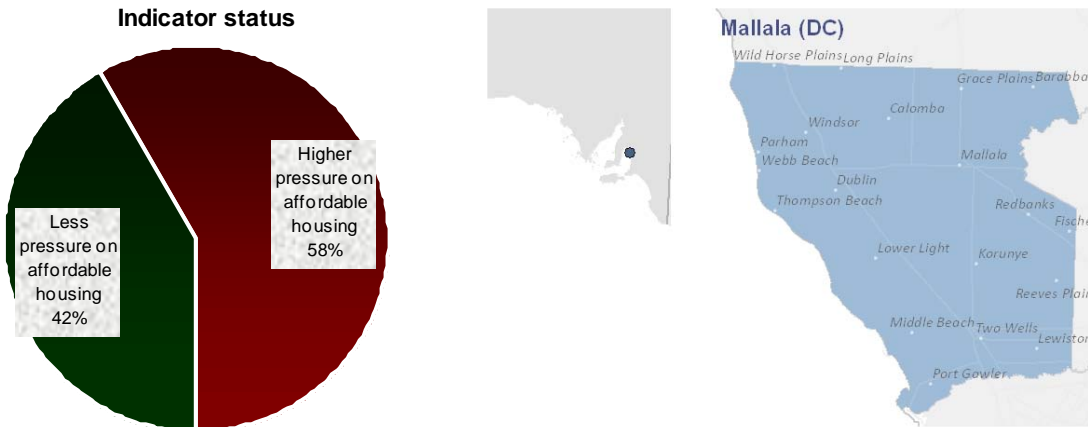 Indicator status
Less
pressure on
affordable
housing
42%
Higher
pressure on
affordable
housing
58%
Mallala (DC)
Wild Horse Plains
Long Plains
Grace Plains
Barabba
Calomba
Windsor
Parham
Webb Beach
Mallala
Dublin
Thompson Beach
Redbanks
Fische
Lower Light
Korunye
Reeves Plain
Middle Beach
Two Wells
Lewiston
Port Gawler